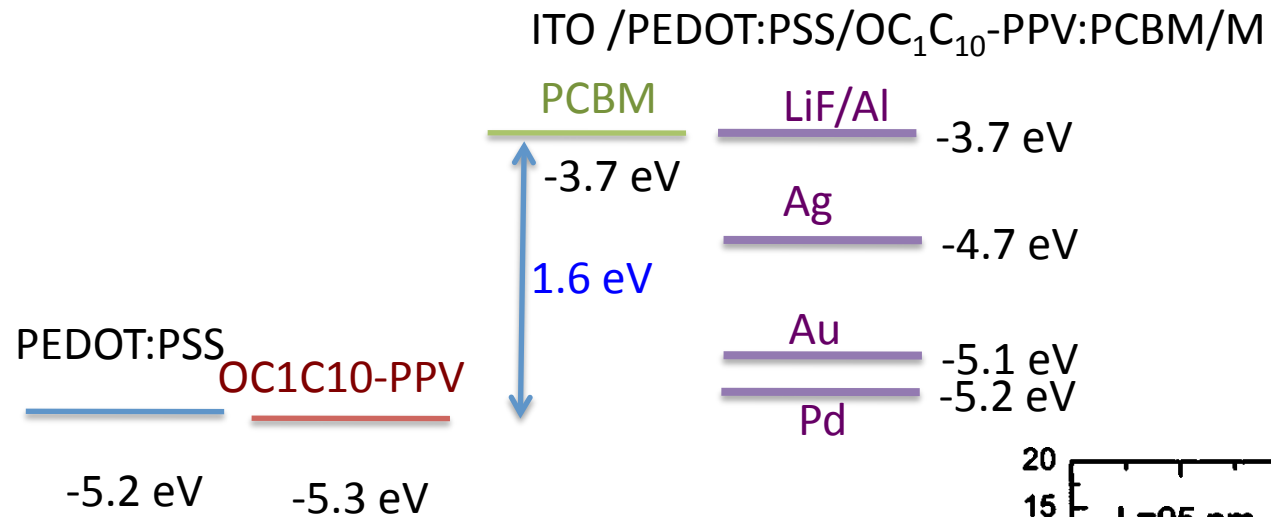 ITO /PEDOT:PSS/OC₁C₁₀-PPV:PCBM/M
PCBM
LiF/Al
-3.7 eV
-3.7 eV
Ag
-4.7 eV
1.6 eV
Au
-5.1 eV
PEDOT:PSS
OC1C10-PPV
-5.2 eV
Pd
-5.2 eV
-5.3 eV
20
15